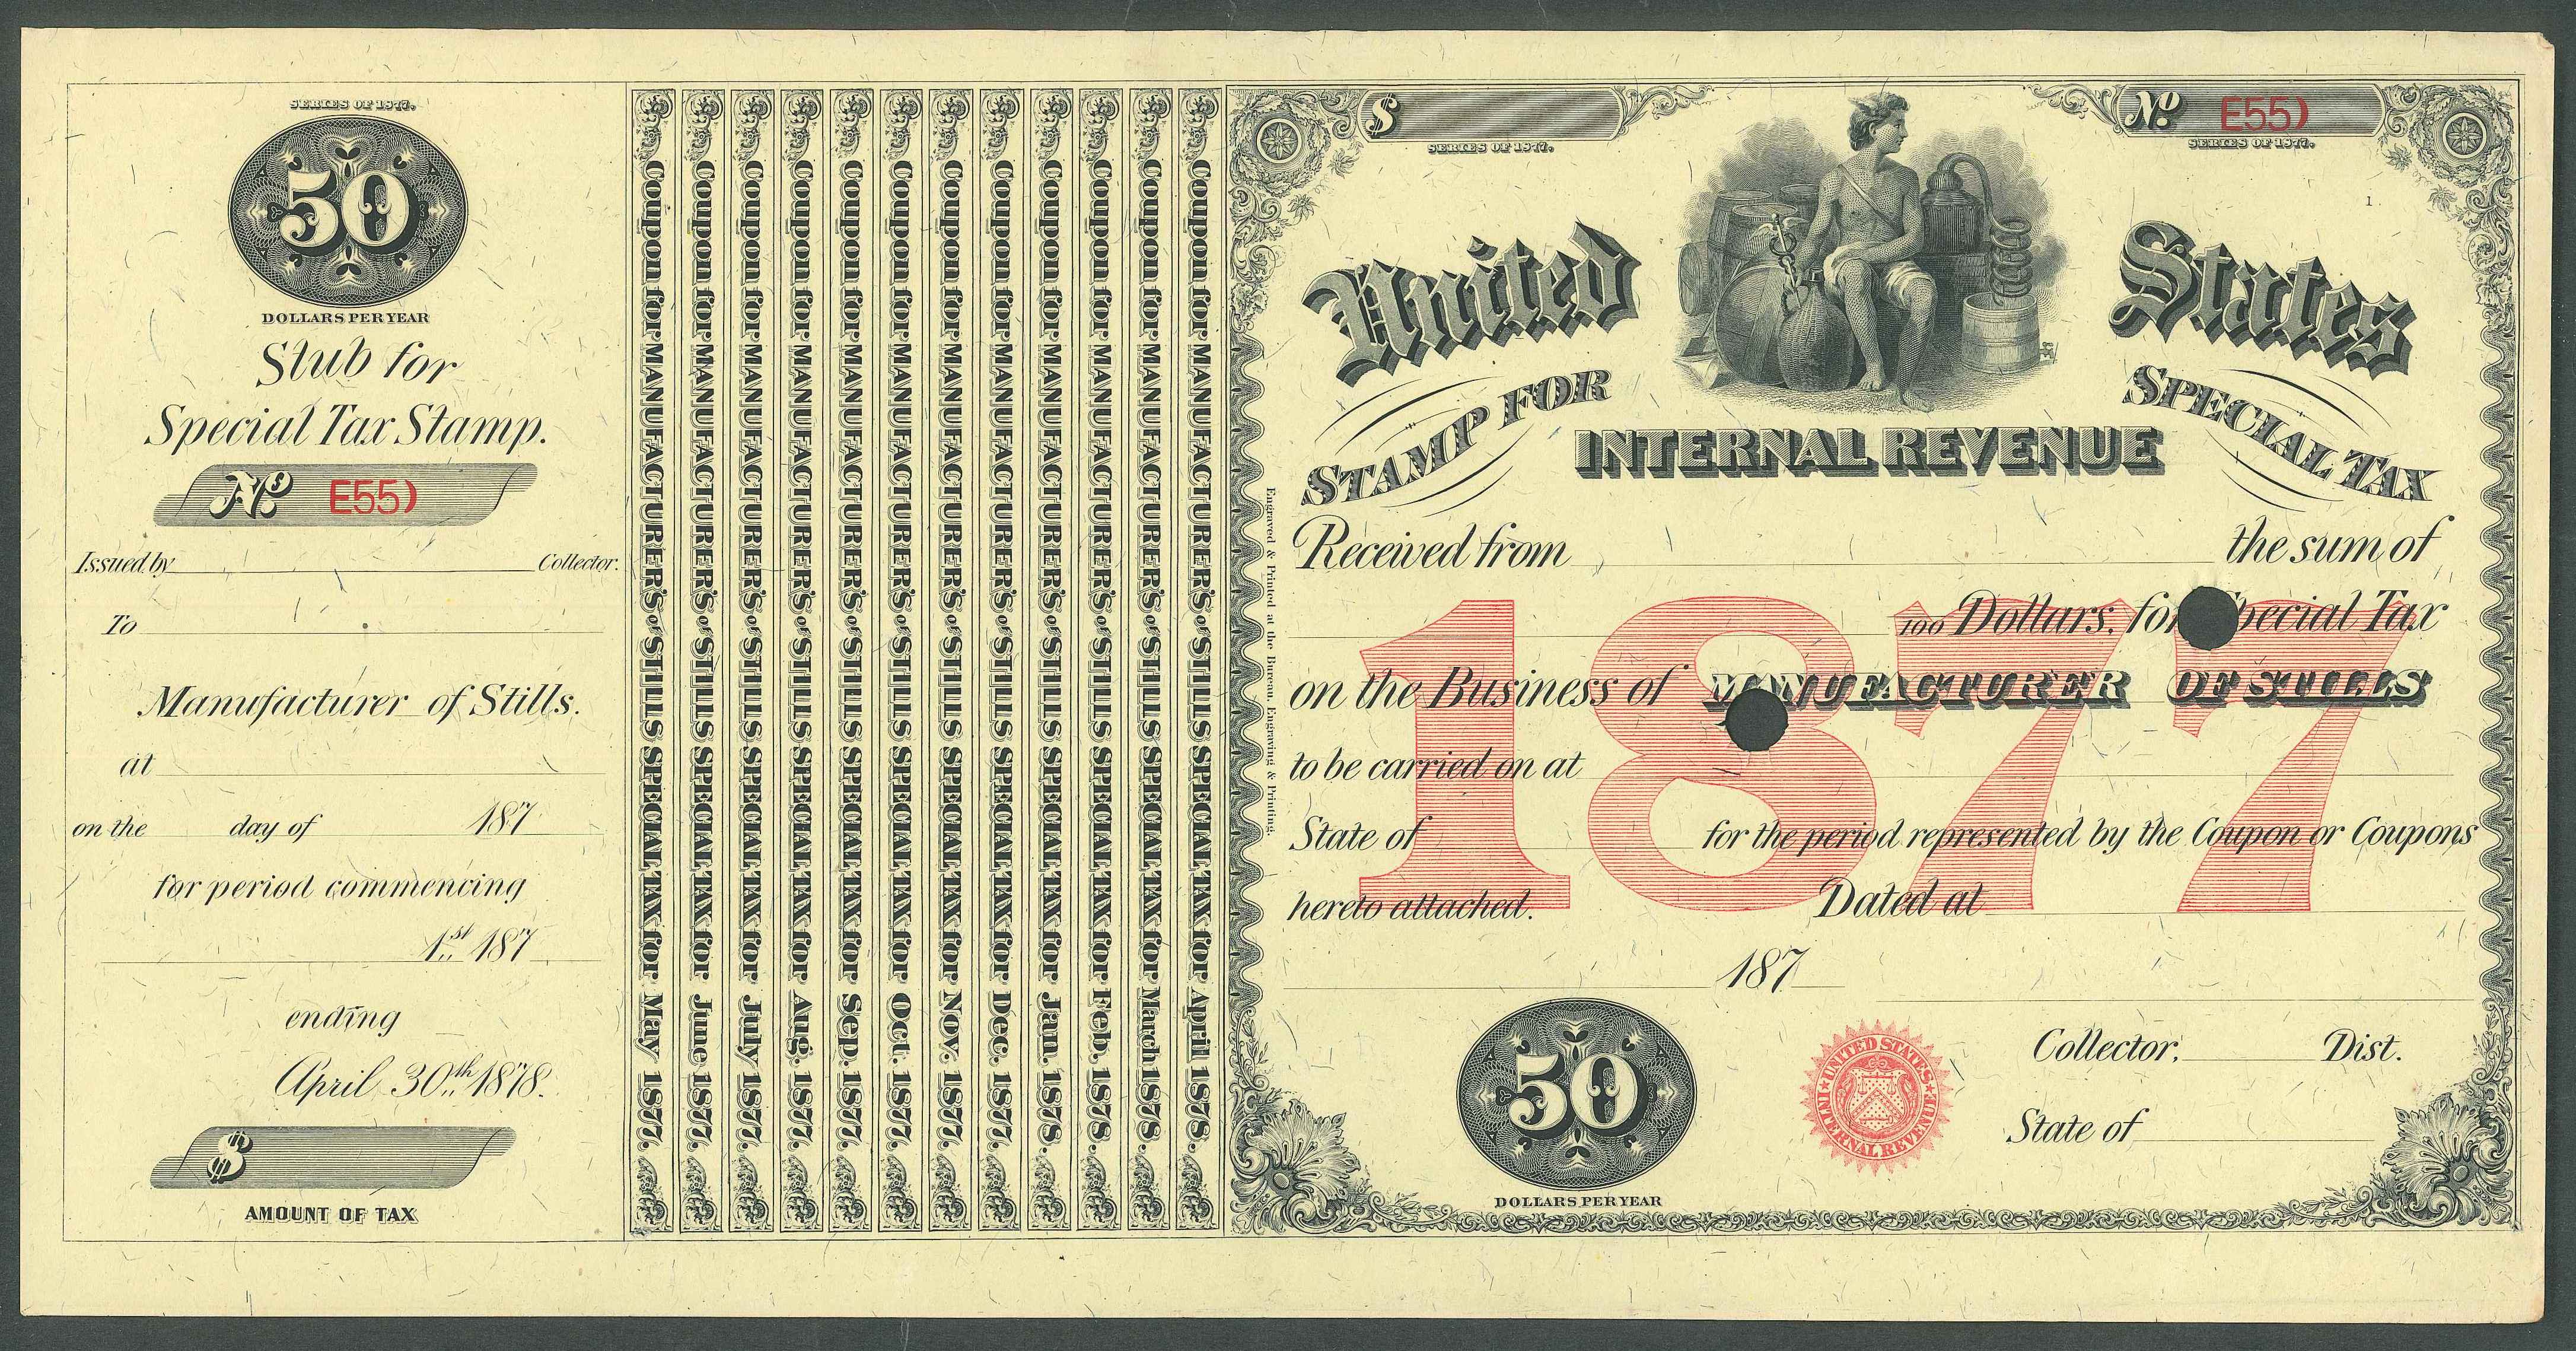 SERIES OF 1877.
50
DOLLARS PER YEAR
Stub for
Special Tax Stamp.
No. E55)
Issued by Collector.
To
Manufacturer of Stills.
at
on the day of 187
for period commencing
1st 187
ending
April 30th 1878.
$
AMOUNT OF TAX
Coupon for MANUFACTURER'S of STILLS SPECIAL TAX for May 1877.
Coupon for MANUFACTURER'S of STILLS SPECIAL TAX for June 1877.
Coupon for MANUFACTURER'S of STILLS SPECIAL TAX for July 1877.
Coupon for MANUFACTURER'S of STILLS SPECIAL TAX for Aug. 1877.
Coupon for MANUFACTURER'S of STILLS SPECIAL TAX for Sep. 1877.
Coupon for MANUFACTURER'S of STILLS SPECIAL TAX for Oct. 1877.
Coupon for MANUFACTURER'S of STILLS SPECIAL TAX for Nov. 1877.
Coupon for MANUFACTURER'S of STILLS SPECIAL TAX for Dec. 1877.
Coupon for MANUFACTURER'S of STILLS SPECIAL TAX for Jan. 1878.
Coupon for MANUFACTURER'S of STILLS SPECIAL TAX for Feb. 1878.
Coupon for MANUFACTURER'S of STILLS SPECIAL TAX for March 1878.
Coupon for MANUFACTURER'S of STILLS SPECIAL TAX for April 1878.
Engraved & Printed at the Bureau, Engraving & Printing.
$
SERIES OF 1877.
No. E55)
SERIES OF 1877.
1
United States
STAMP FOR SPECIAL TAX
INTERNAL REVENUE
Received from the sum of
100 Dollars, for Special Tax
on the Business of MANUFACTURER OF STILLS
to be carried on at
State of for the period represented by the Coupon or Coupons
hereto attached. Dated at
187
1877
50
DOLLARS PER YEAR
UNITED STATES INTERNAL REVENUE
Collector, Dist.
State of